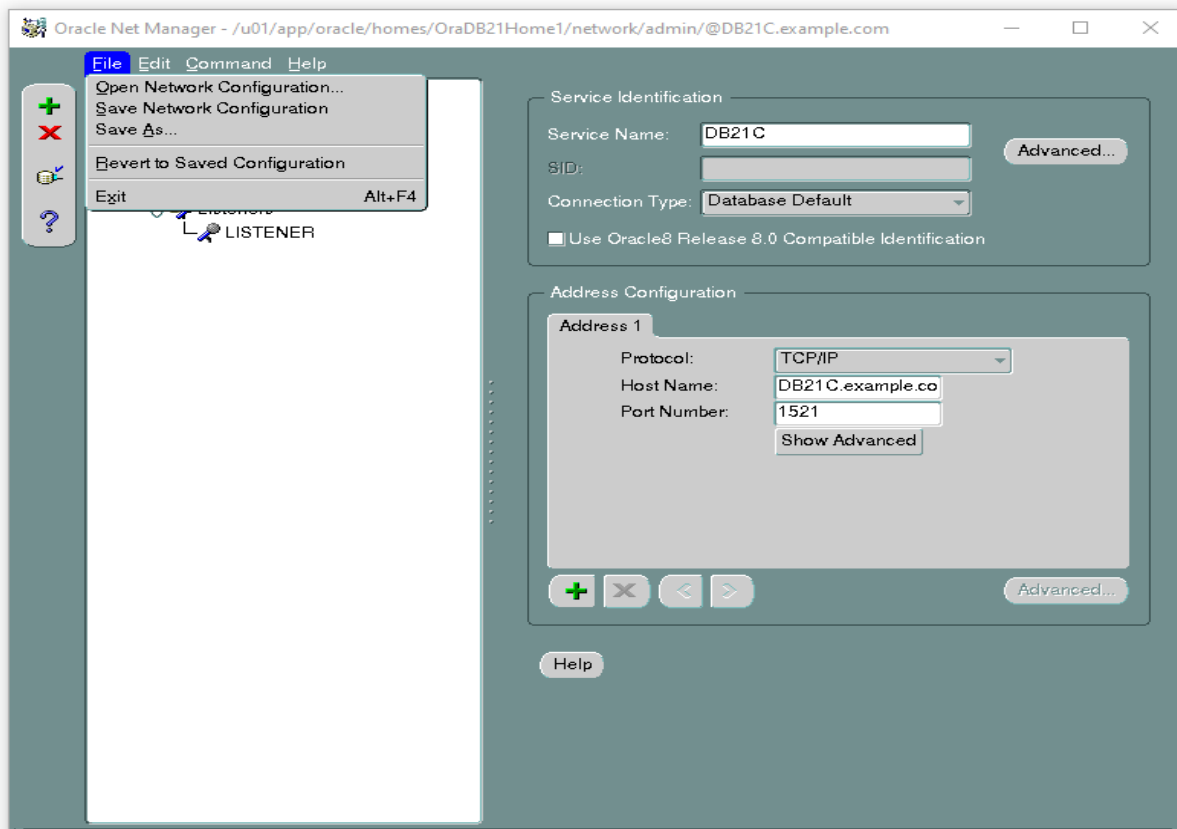 Oracle Net Manager - /u01/app/oracle/homes/OraDB21Home1/network/admin/@DB21C.example.com
File Edit Command Help
Open Network Configuration...
Save Network Configuration
Save As...
Revert to Saved Configuration
Exit Alt+F4
Listeners
LISTENER
Service Identification
Service Name: DB21C
Advanced...
SID:
Connection Type: Database Default
Use Oracle8 Release 8.0 Compatible Identification
Address Configuration
Address 1
Protocol: TCP/IP
Host Name: DB21C.example.co
Port Number: 1521
Show Advanced
Advanced...
Help